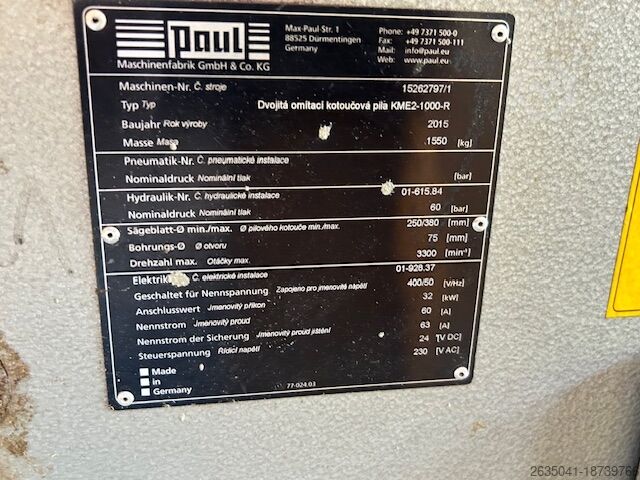 Paul
Maschinenfabrik GmbH & Co. KG
Max-Paul-Str. 1
88525 Dürmentingen
Germany
Phone: +49 7371 500-0
Fax: +49 7371 500-111
Mail: info@paul.eu
Web: www.paul.eu
Maschinen-Nr. Č. stroje 15262797/1
Typ Typ Dvojitá omítací kotoučová pila KME2-1000-R
Baujahr Rok výroby 2015
Masse Masa 1550 [kg]
Pneumatik-Nr. Č. pneumatické instalace
Nominaldruck Nominální tlak [bar]
Hydraulik-Nr. Č. hydraulické instalace 01-615.84
Nominaldruck Nominální tlak 60 [bar]
Sägeblatt-Ø min./max. Ø pilového kotouče min./max. 250/380 [mm]
Bohrungs-Ø Ø otvoru 75 [mm]
Drehzahl max. Otáčky max. 3300 [min⁻¹]
Elektrik Č. elektrické instalace 01-926.37
Geschaltet für Nennspannung Zapojeno pro jmenovité napětí 400/50 [V/Hz]
Anschlusswert Jmenovitý příkon 32 [kW]
Nennstrom Jmenovitý proud 60 [A]
Nennstrom der Sicherung Jmenovitý proud jištění 63 [A]
Steuerspannung Řídicí napětí 24 [V DC]
230 [V AC]
Made
in
Germany
77-024.03
2635041-18739766